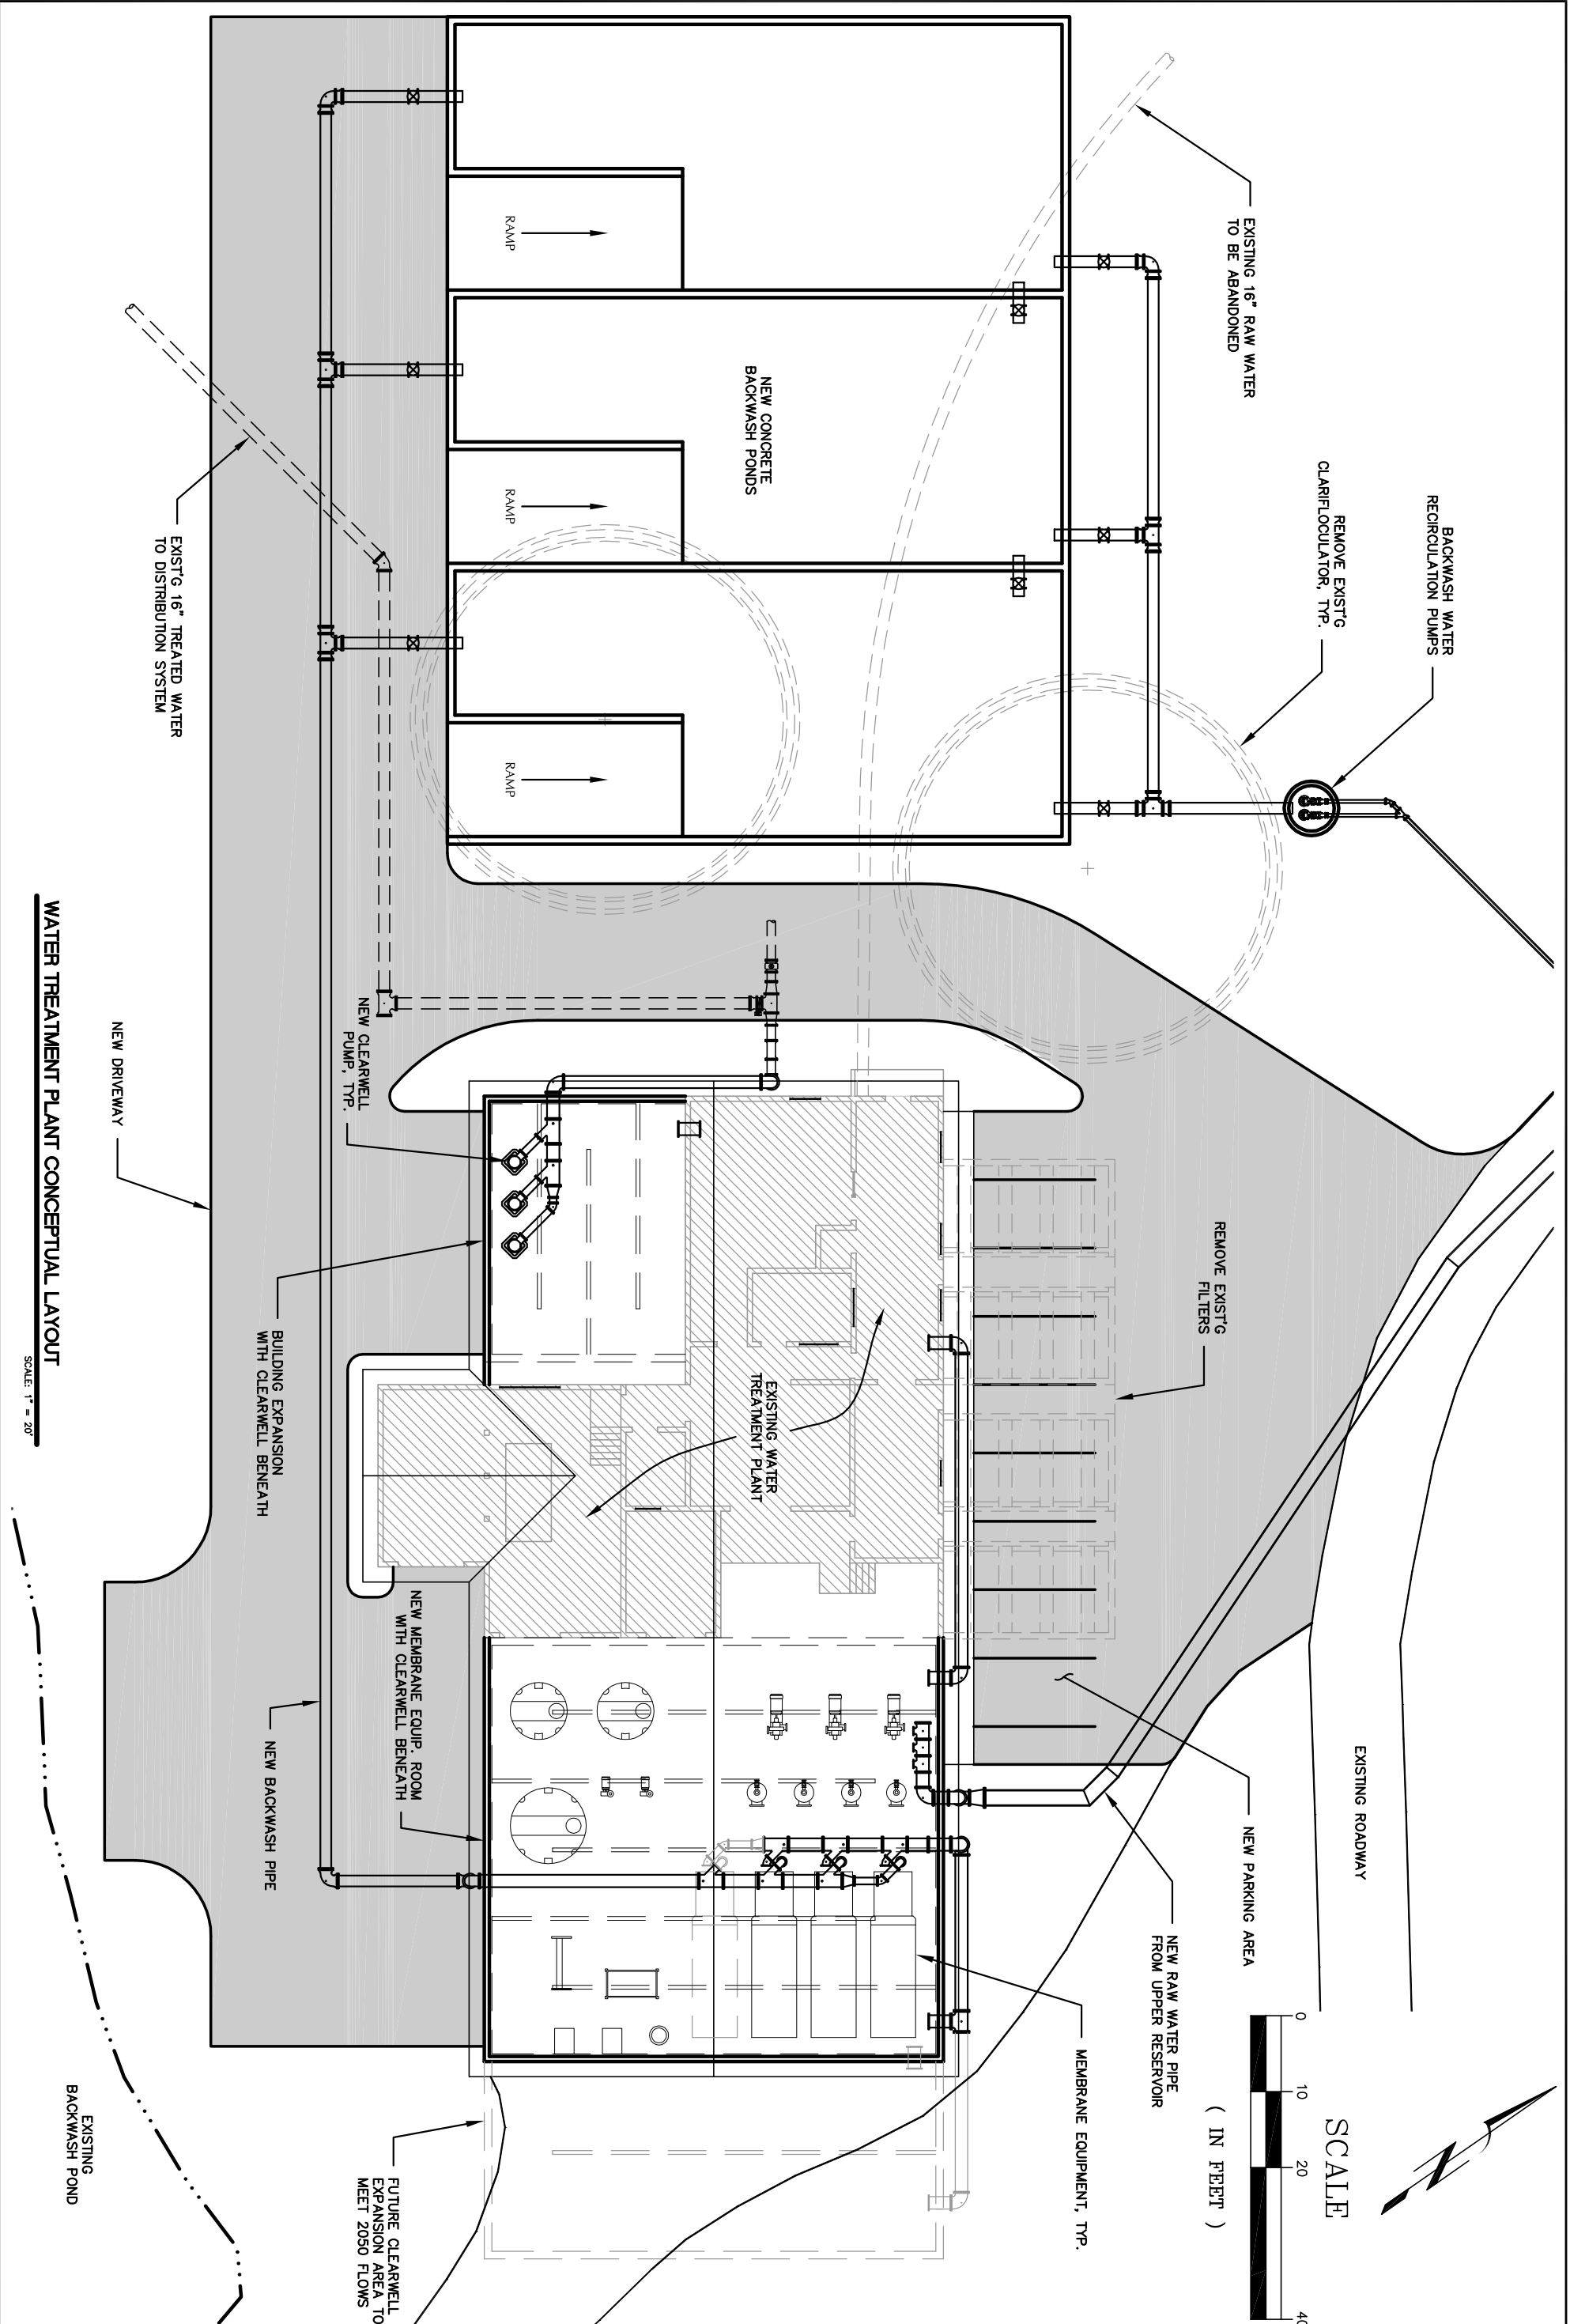 EXISTING 16" RAW WATER
TO BE ABANDONED
BACKWASH WATER
RECIRCULATION PUMPS
REMOVE EXIST'G
CLARIFLOCULATOR, TYP.
NEW CONCRETE
BACKWASH PONDS
RAMP
RAMP
RAMP
EXIST'G 16" TREATED WATER
TO DISTRIBUTION SYSTEM
REMOVE EXIST'G
FILTERS
EXISTING WATER
TREATMENT PLANT
NEW CLEARWELL
PUMP, TYP.
BUILDING EXPANSION
WITH CLEARWELL BENEATH
NEW DRIVEWAY
WATER TREATMENT PLANT CONCEPTUAL LAYOUT
SCALE: 1" = 20'
EXISTING ROADWAY
NEW PARKING AREA
NEW RAW WATER PIPE
FROM UPPER RESERVOIR
MEMBRANE EQUIPMENT, TYP.
NEW MEMBRANE EQUIP. ROOM
WITH CLEARWELL BENEATH
NEW BACKWASH PIPE
SCALE
0 10 20 40
( IN FEET )
N
FUTURE CLEARWELL
EXPANSION AREA TO
MEET 2050 FLOWS
EXISTING
BACKWASH POND